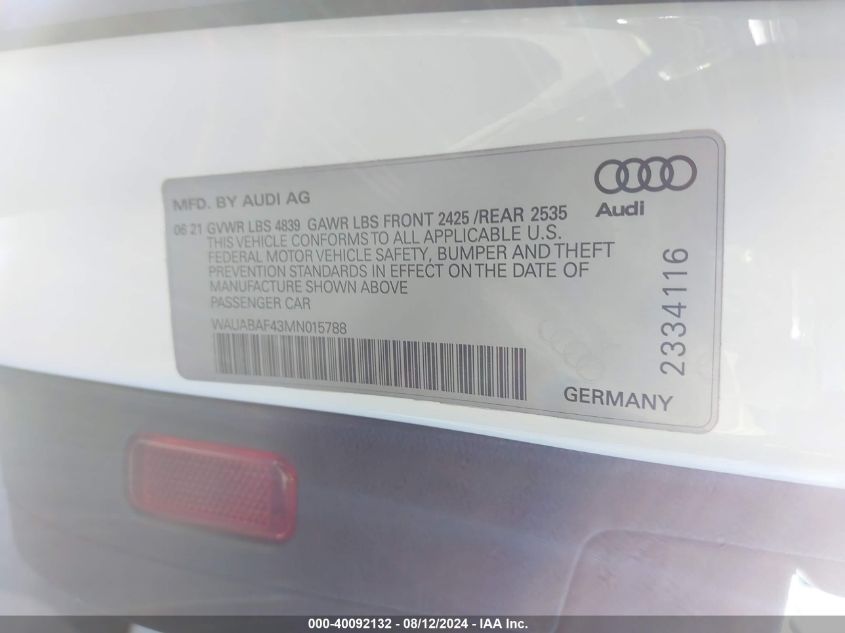 MFD. BY AUDI AG
Audi
06 21 GVWR LBS 4839 GAWR LBS FRONT 2425 /REAR 2535
THIS VEHICLE CONFORMS TO ALL APPLICABLE U.S.
FEDERAL MOTOR VEHICLE SAFETY, BUMPER AND THEFT
PREVENTION STANDARDS IN EFFECT ON THE DATE OF
MANUFACTURE SHOWN ABOVE
PASSENGER CAR
WAUABAF43MN015788
2334116
GERMANY
000-40092132 - 08/12/2024 - IAA Inc.